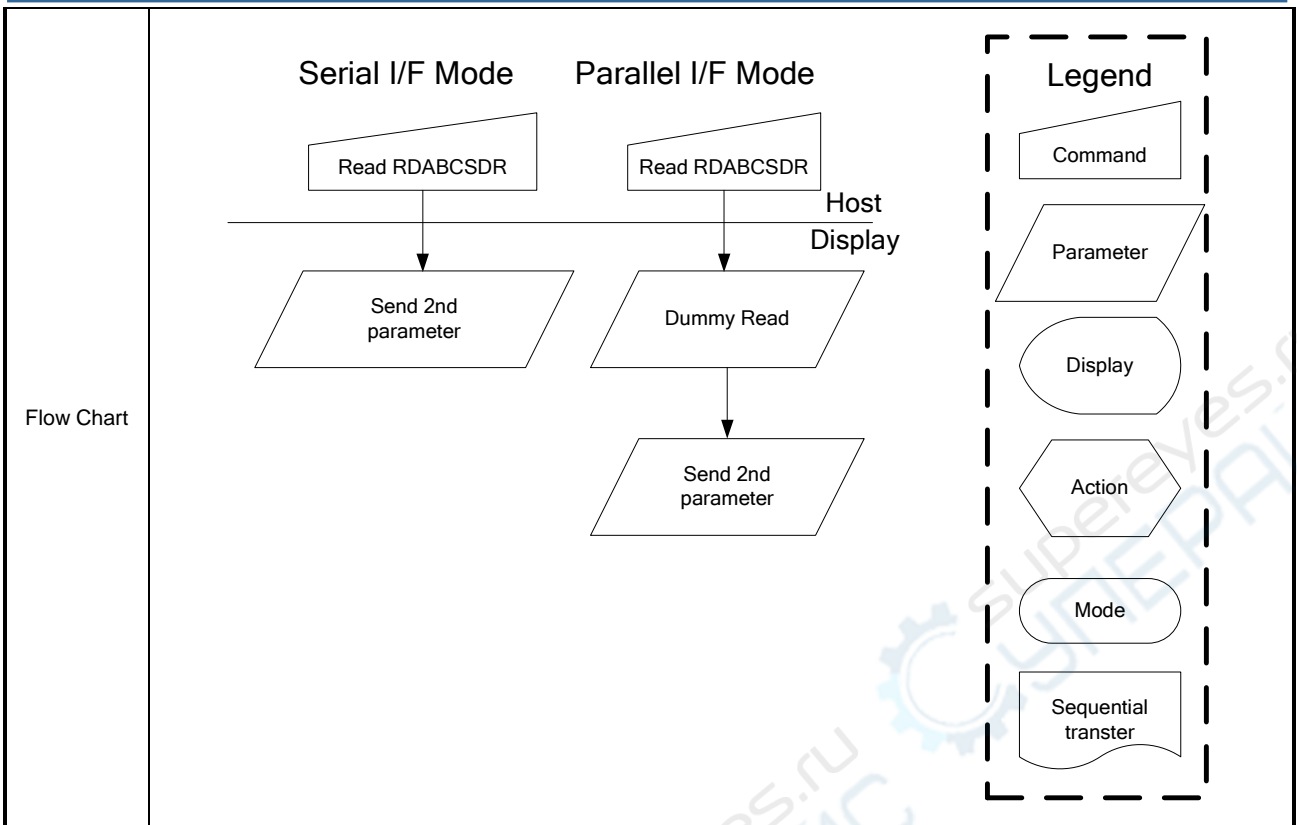 Serial I/F Mode
Parallel I/F Mode
Legend
Read RDABCSDR
Read RDABCSDR
Command
Host
Display
Parameter
Send 2nd
parameter
Dummy Read
Display
Flow Chart
Send 2nd
parameter
Action
Mode
Sequential
transter